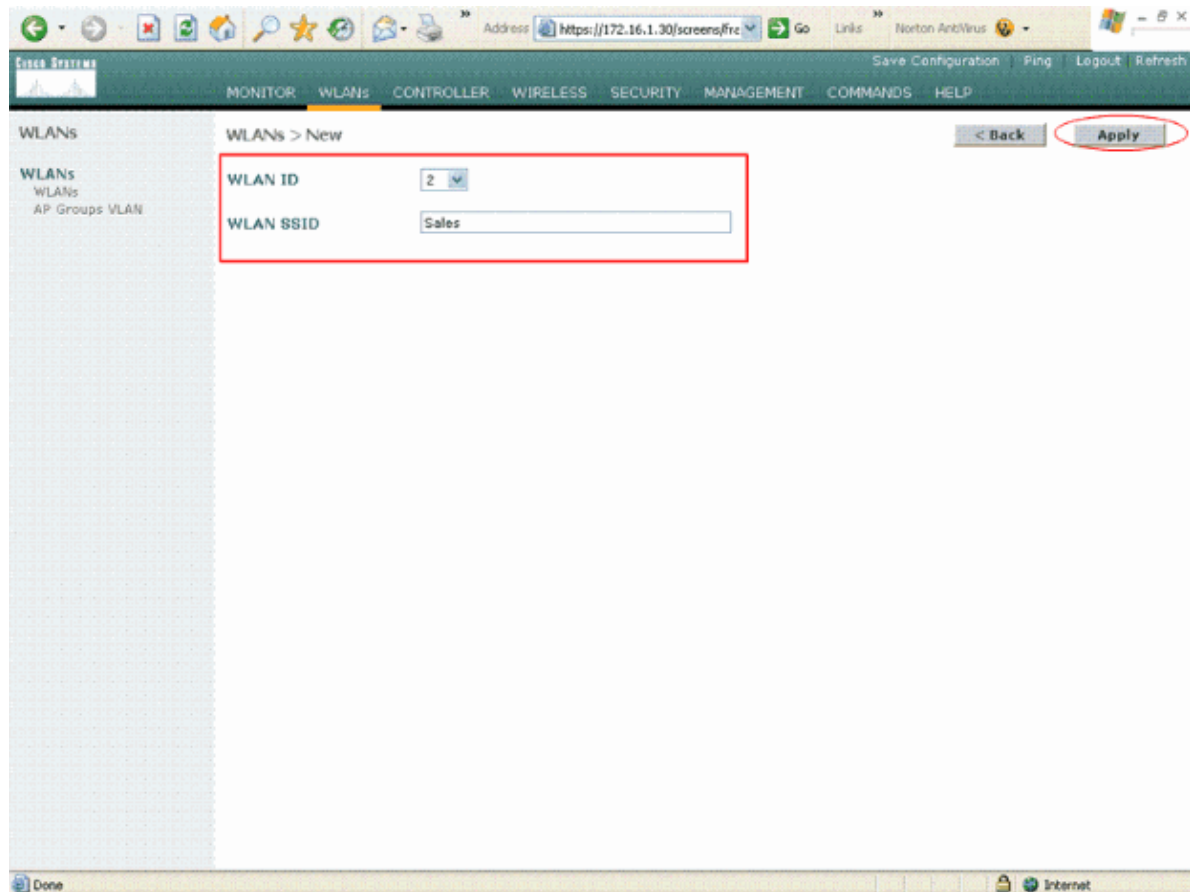 » Address https://172.16.1.30/screens/fra Go Links » Norton AntiVirus
CISCO SYSTEMS
Save Configuration | Ping | Logout | Refresh
MONITOR WLANs CONTROLLER WIRELESS SECURITY MANAGEMENT COMMANDS HELP
WLANs
WLANs > New
< Back
Apply
WLANs
WLANs
AP Groups VLAN
WLAN ID 2
WLAN SSID Sales
Done
Internet